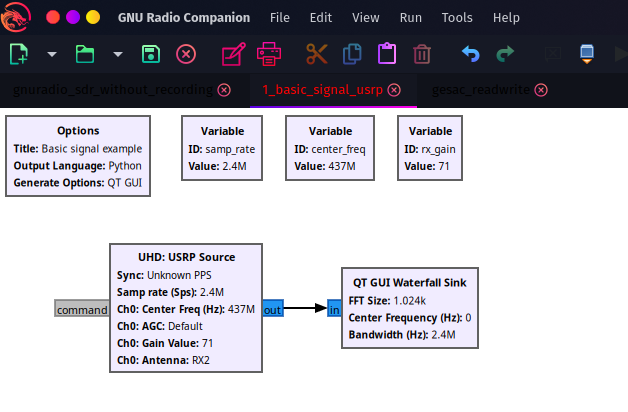 GNU Radio Companion File Edit View Run Tools Help
gnuradio_sdr_without_recording 1_basic_signal_usrp gesac_readwrite
Options
Title: Basic signal example
Output Language: Python
Generate Options: QT GUI
Variable
ID: samp_rate
Value: 2.4M
Variable
ID: center_freq
Value: 437M
Variable
ID: rx_gain
Value: 71
UHD: USRP Source
Sync: Unknown PPS
Samp rate (Sps): 2.4M
Ch0: Center Freq (Hz): 437M
Ch0: AGC: Default
Ch0: Gain Value: 71
Ch0: Antenna: RX2
command
out
in
QT GUI Waterfall Sink
FFT Size: 1.024k
Center Frequency (Hz): 0
Bandwidth (Hz): 2.4M